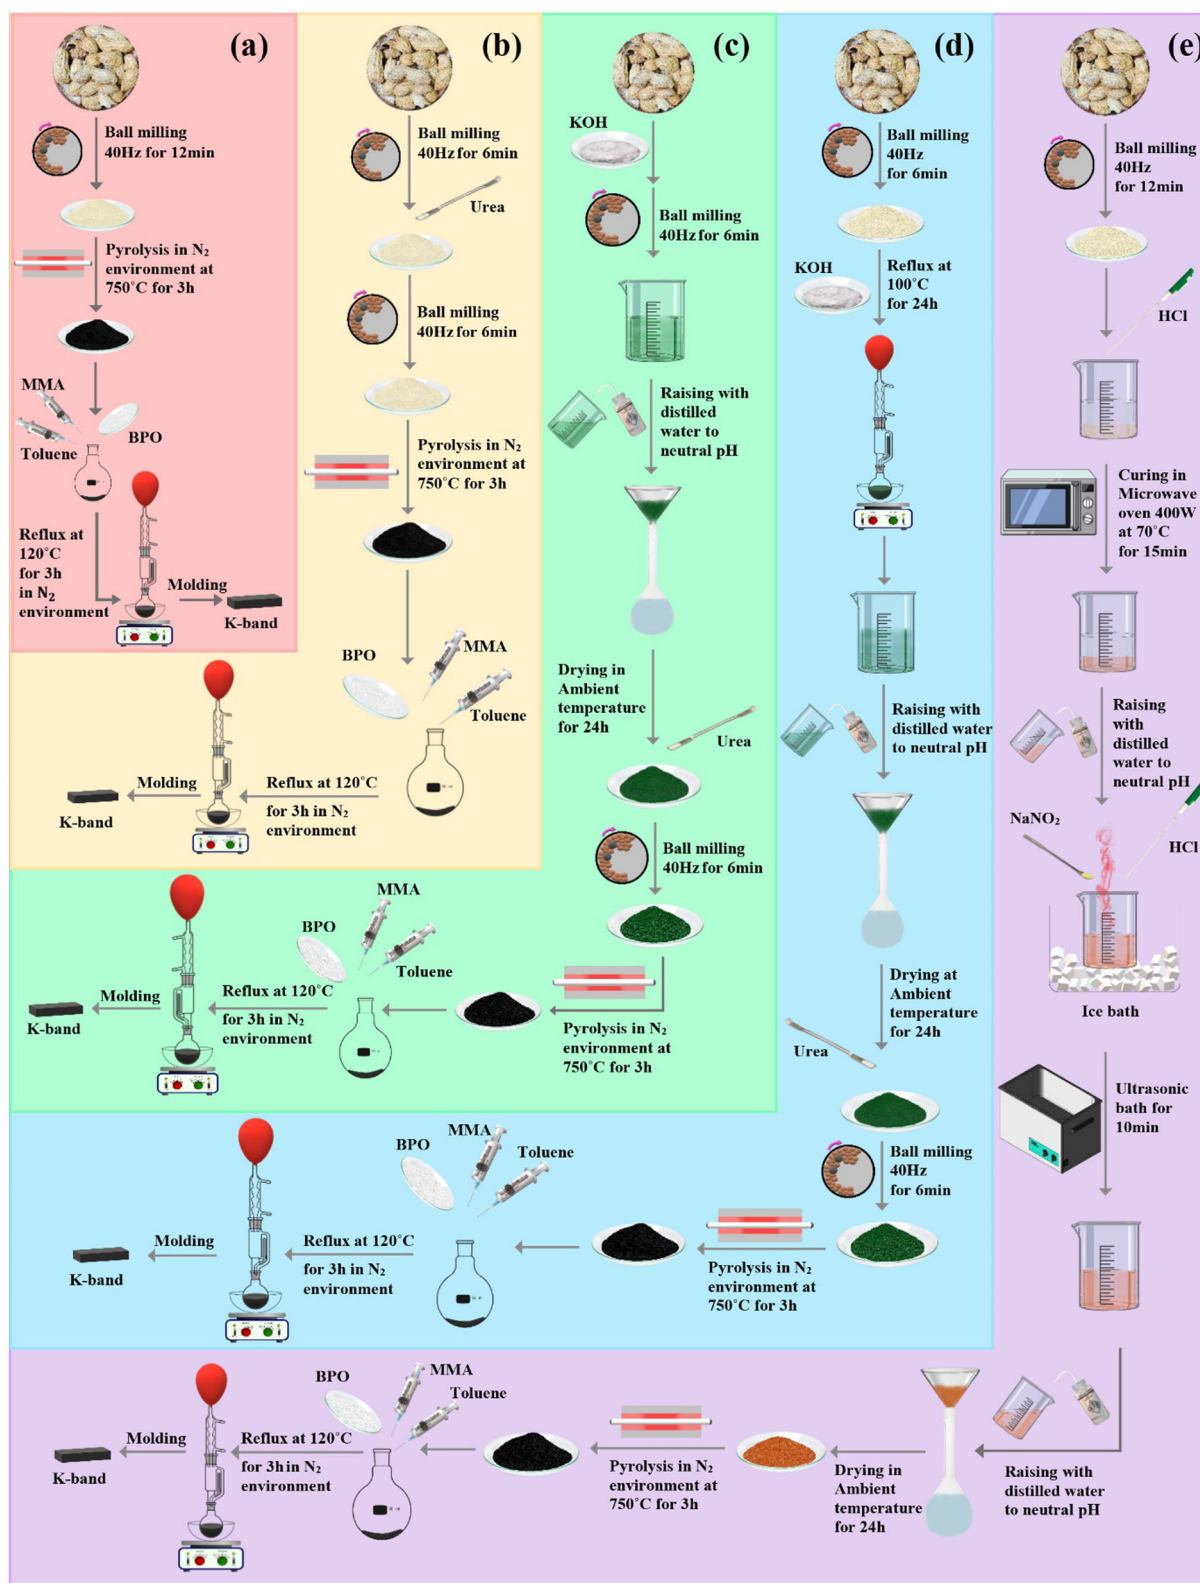 (a)
Ball milling
40Hz for 12min
Pyrolysis in N₂
environment at
750˚C for 3h
MMA
BPO
Toluene
Reflux at
120˚C
for 3h
in N₂
environment
Molding
K-band
(b)
Ball milling
40Hz for 6min
Urea
Ball milling
40Hz for 6min
Pyrolysis in N₂
environment at
750˚C for 3h
BPO
MMA
Toluene
Reflux at 120˚C
for 3h in N₂
environment
Molding
K-band
(c)
KOH
Ball milling
40Hz for 6min
Raising with
distilled
water to
neutral pH
Drying in
Ambient
temperature
for 24h
Urea
Ball milling
40Hz for 6min
Pyrolysis in N₂
environment at
750˚C for 3h
MMA
BPO
Toluene
Reflux at 120˚C
for 3h in N₂
environment
Molding
K-band
(d)
Ball milling
40Hz
for 6min
KOH
Reflux at
100˚C
for 24h
Raising with
distilled water
to neutral pH
Drying at
Ambient
temperature
for 24h
Urea
Ball milling
40Hz
for 6min
Pyrolysis in N₂
environment at
750˚C for 3h
MMA
BPO
Toluene
Reflux at 120˚C
for 3h in N₂
environment
Molding
K-band
(e)
Ball milling
40Hz
for 12min
HCl
Curing in
Microwave
oven 400W
at 70˚C
for 15min
Raising
with
distilled
water to
neutral pH
NaNO₂
HCl
Ice bath
Ultrasonic
bath for
10min
Raising with
distilled water
to neutral pH
Drying in
Ambient
temperature
for 24h
Pyrolysis in N₂
environment at
750˚C for 3h
MMA
BPO
Toluene
Reflux at 120˚C
for 3h in N₂
environment
Molding
K-band